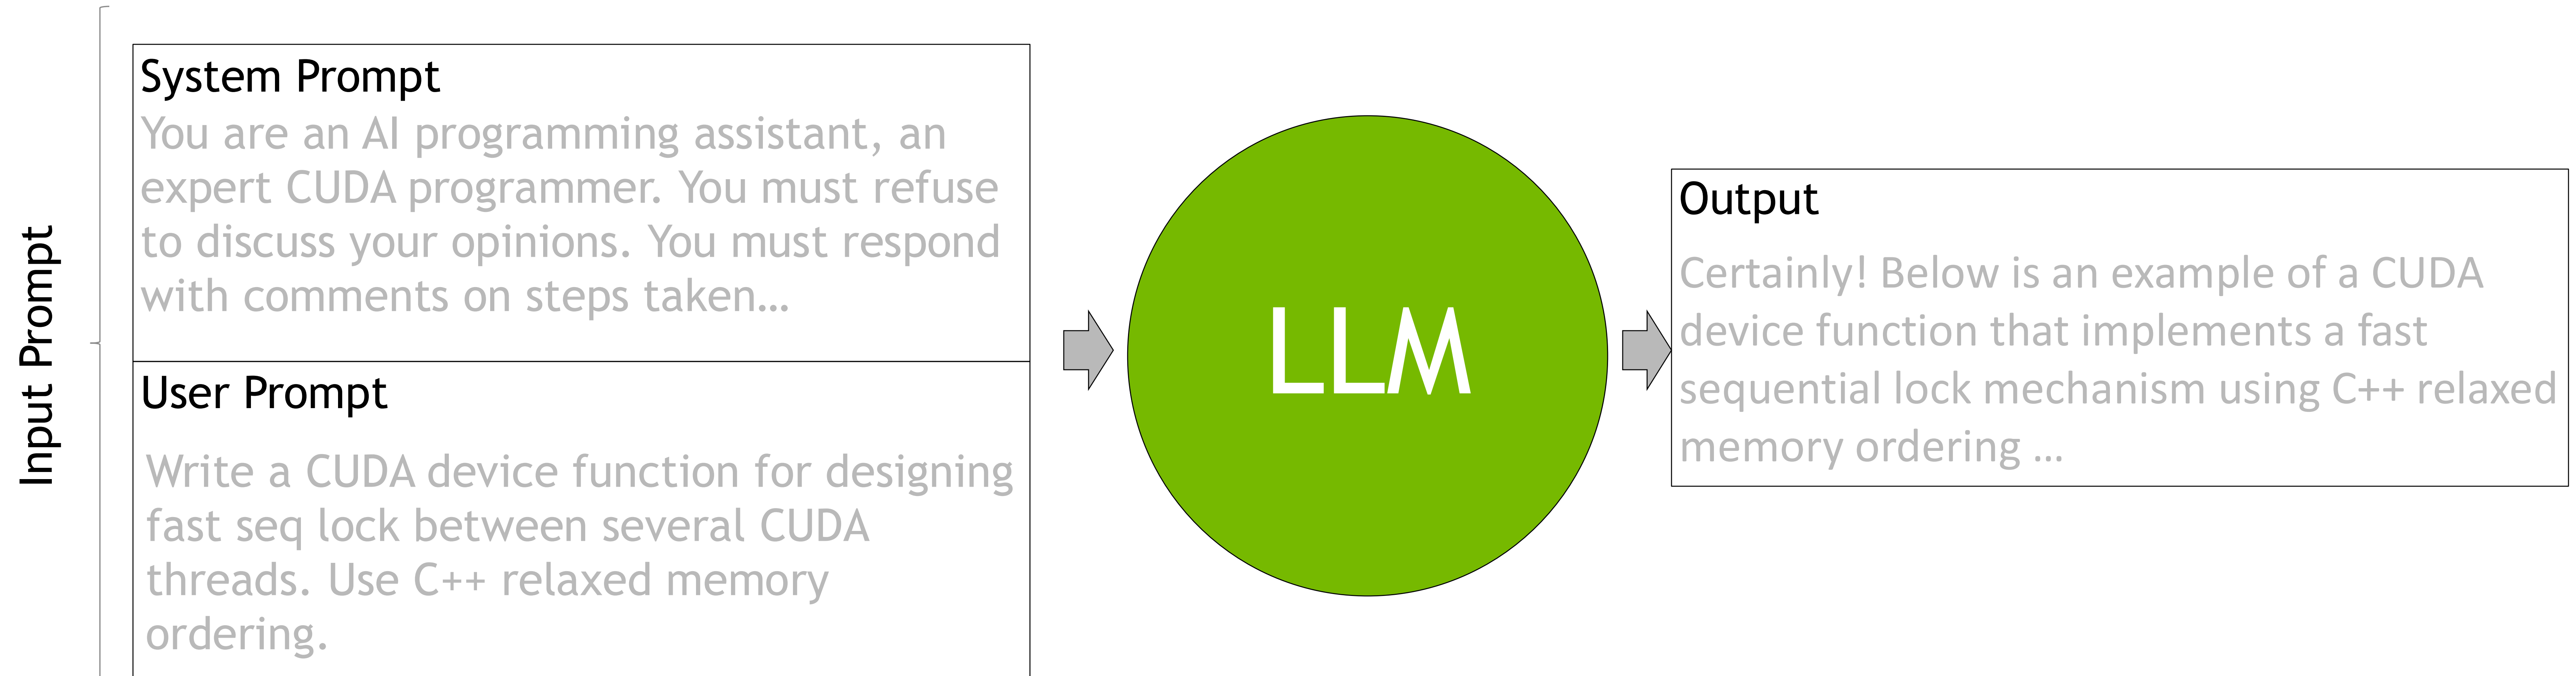 Input Prompt
System Prompt
You are an AI programming assistant, an
expert CUDA programmer. You must refuse
to discuss your opinions. You must respond
with comments on steps taken…
User Prompt
Write a CUDA device function for designing
fast seq lock between several CUDA
threads. Use C++ relaxed memory
ordering.
LLM
Output
Certainly! Below is an example of a CUDA
device function that implements a fast
sequential lock mechanism using C++ relaxed
memory ordering …